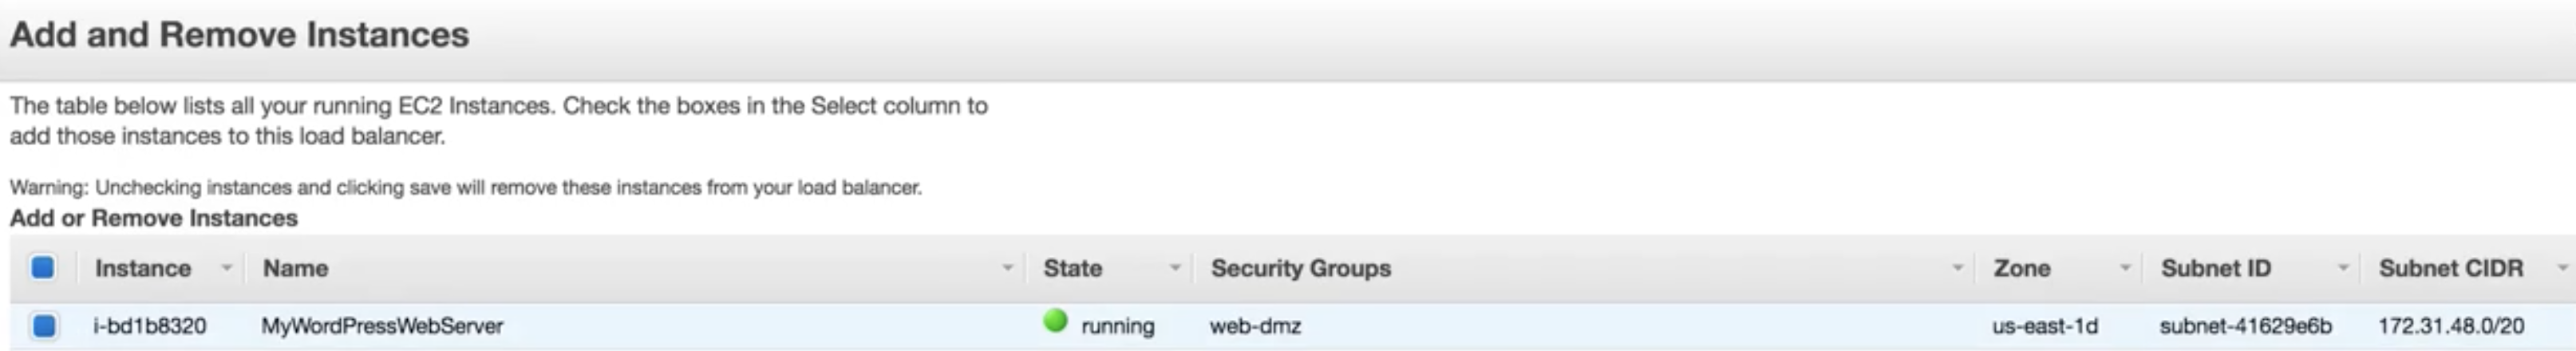 Add and Remove Instances
The table below lists all your running EC2 Instances. Check the boxes in the Select column to
add those instances to this load balancer.
Warning: Unchecking instances and clicking save will remove these instances from your load balancer.
Add or Remove Instances
Instance Name State Security Groups Zone Subnet ID Subnet CIDR
i-bd1b8320 MyWordPressWebServer running web-dmz us-east-1d subnet-41629e6b 172.31.48.0/20